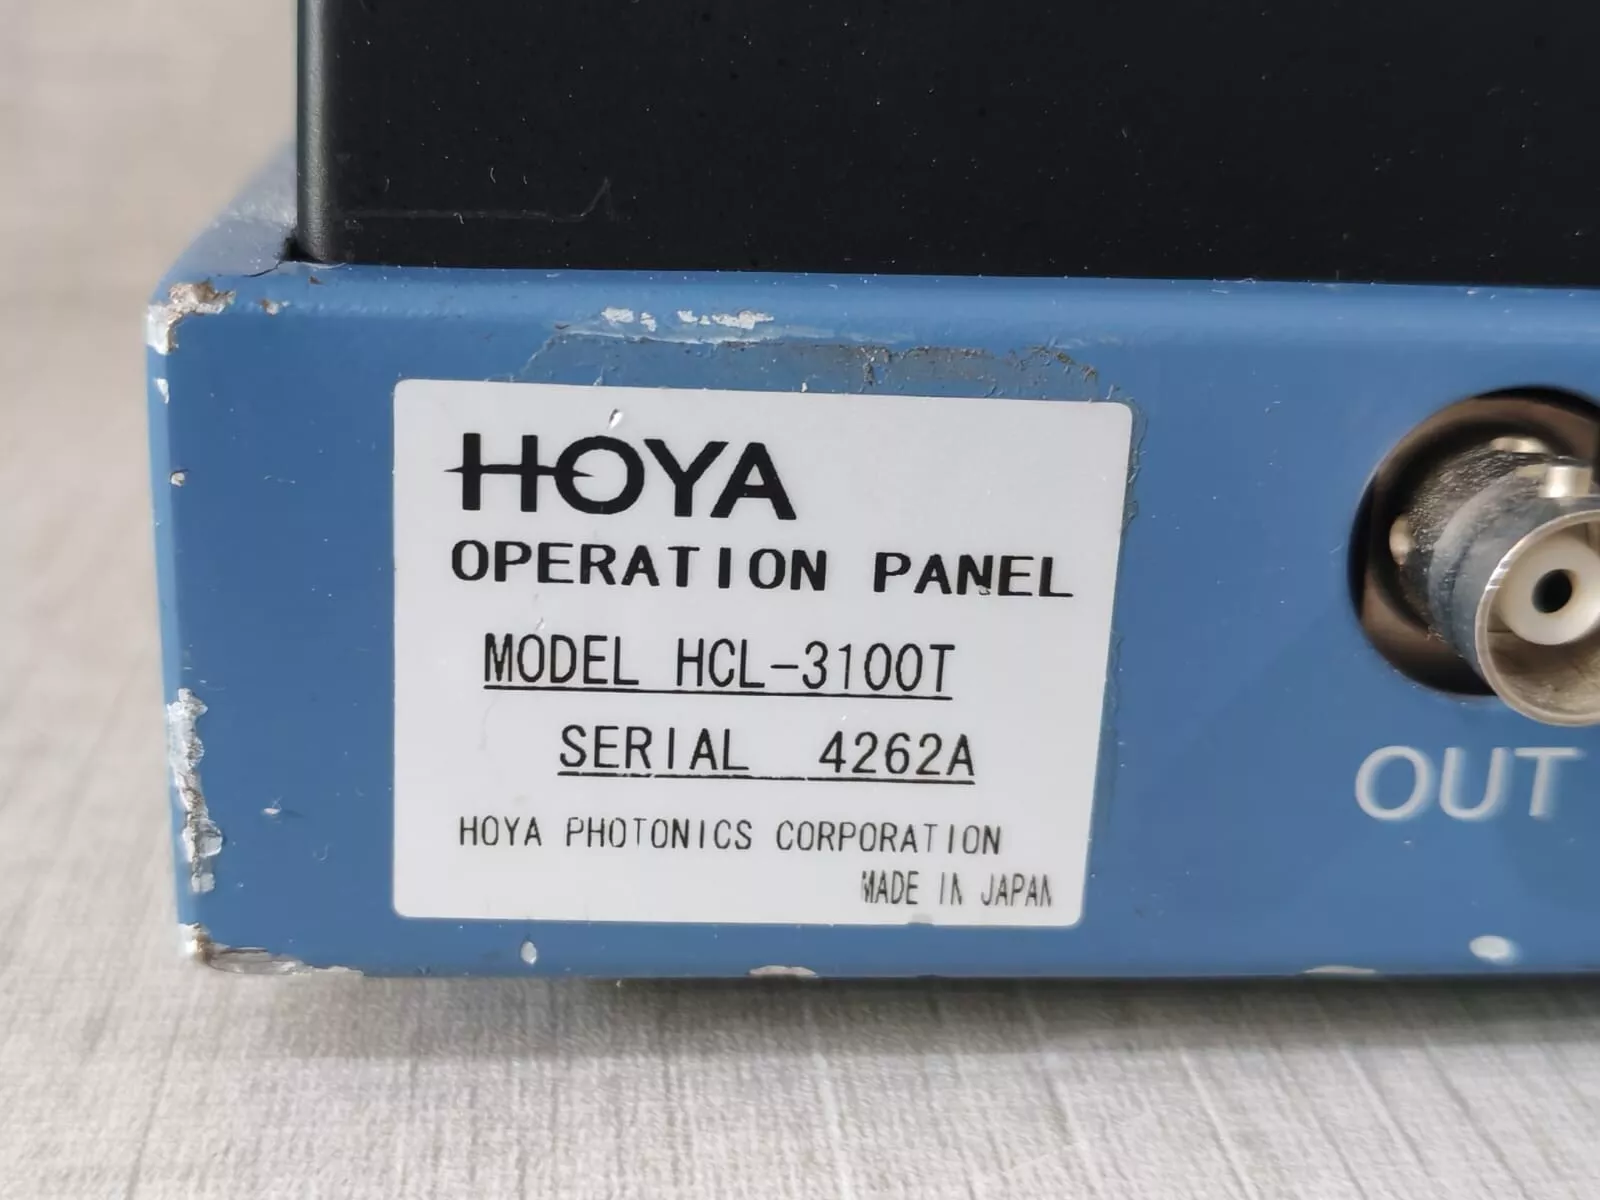 HOYA
OPERATION PANEL
MODEL HCL-3100T
SERIAL 4262A
HOYA PHOTONICS CORPORATION
MADE IN JAPAN
OUT